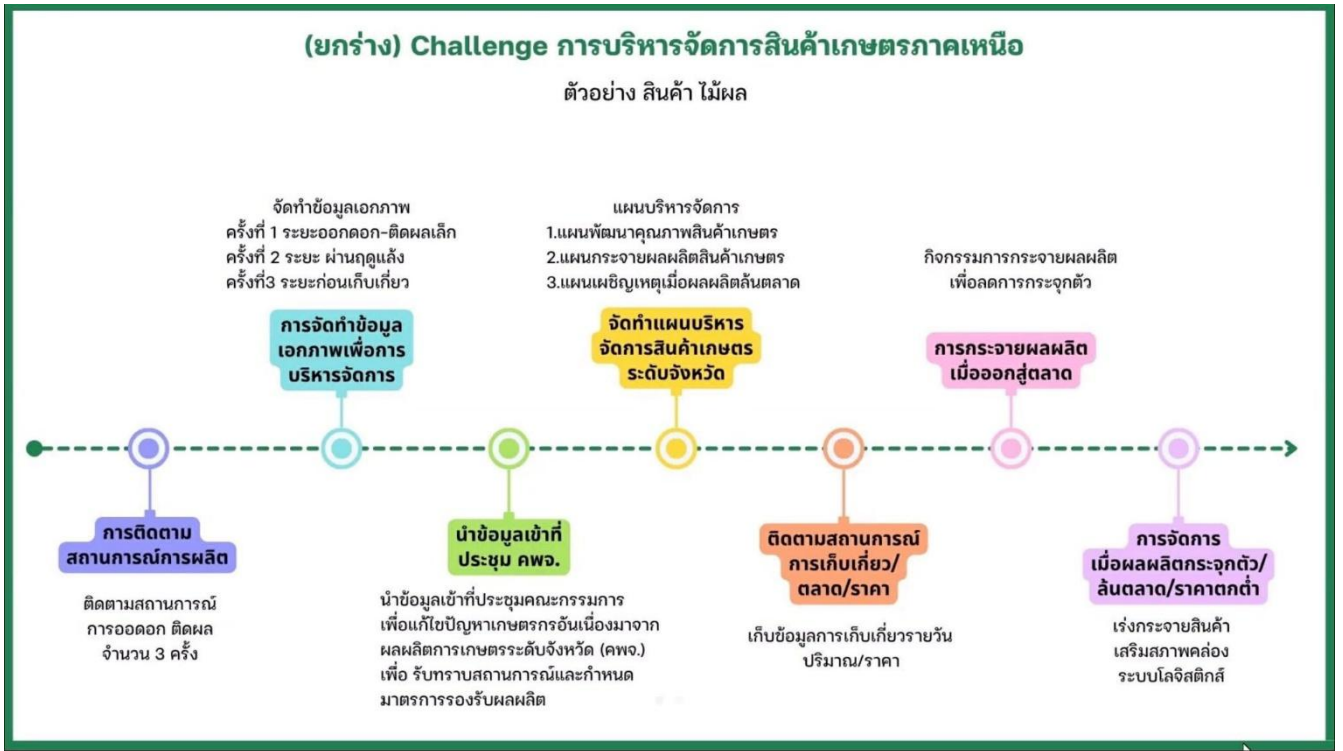 (ยกร่าง) Challenge การบริหารจัดการสินค้าเกษตรภาคเหนือ
ตัวอย่าง สินค้า ไม้ผล
จัดทำข้อมูลเอกภาพ
ครั้งที่ 1 ระยะออกดอก-ติดผลเล็ก
ครั้งที่ 2 ระยะ ผ่านฤดูแล้ง
ครั้งที่3 ระยะก่อนเก็บเกี่ยว
การจัดทำข้อมูล
เอกภาพเพื่อการ
บริหารจัดการ
แผนบริหารจัดการ
1.แผนพัฒนาคุณภาพสินค้าเกษตร
2.แผนกระจายผลผลิตสินค้าเกษตร
3.แผนเผชิญเหตุเมื่อผลผลิตล้นตลาด
จัดทำแผนบริหาร
จัดการสินค้าเกษตร
ระดับจังหวัด
กิจกรรมการกระจายผลผลิต
เพื่อลดการกระจุกตัว
การกระจายผลผลิต
เมื่อออกสู่ตลาด
การติดตาม
สถานการณ์การผลิต
ติดตามสถานการณ์
การออดอก ติดผล
จำนวน 3 ครั้ง
นำข้อมูลเข้าที่
ประชุม คพจ.
นำข้อมูลเข้าที่ประชุมคณะกรรมการ
เพื่อแก้ไขปัญหาเกษตรกรอันเนื่องมาจาก
ผลผลิตการเกษตรระดับจังหวัด (คพจ.)
เพื่อ รับทราบสถานการณ์และกำหนด
มาตรการรองรับผลผลิต
ติดตามสถานการณ์
การเก็บเกี่ยว/
ตลาด/ราคา
เก็บข้อมูลการเก็บเกี่ยวรายวัน
ปริมาณ/ราคา
การจัดการ
เมื่อผลผลิตกระจุกตัว/
ล้นตลาด/ราคาตกต่ำ
เร่งกระจายสินค้า
เสริมสภาพคล่อง
ระบบโลจิสติกส์